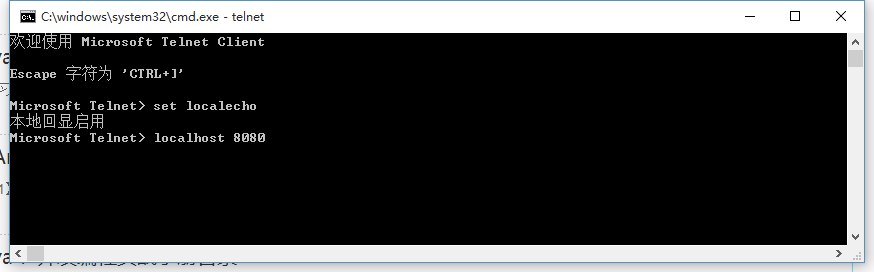 C:\windows\system32\cmd.exe - telnet
欢迎使用 Microsoft Telnet Client
Escape 字符为 'CTRL+]'
Microsoft Telnet> set localecho
本地回显启用
Microsoft Telnet> localhost 8080